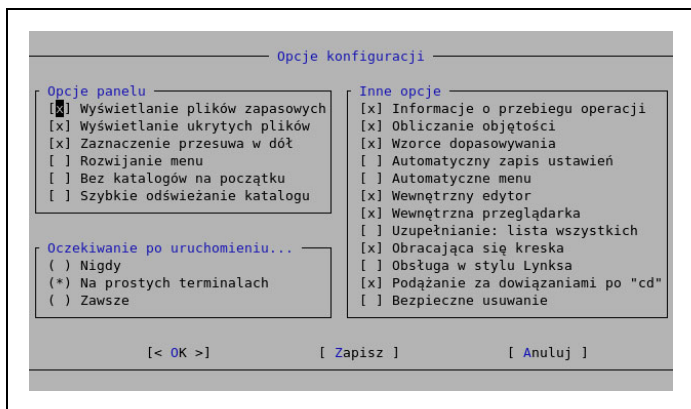 Opcje konfiguracji
Opcje panelu
[x] Wyświetlanie plików zapasowych
[x] Wyświetlanie ukrytych plików
[x] Zaznaczenie przesuwa w dół
[ ] Rozwijanie menu
[ ] Bez katalogów na początku
[ ] Szybkie odświeżanie katalogu
Oczekiwanie po uruchomieniu...
( ) Nigdy
(*) Na prostych terminalach
( ) Zawsze
Inne opcje
[x] Informacje o przebiegu operacji
[x] Obliczanie objętości
[x] Wzorce dopasowywania
[ ] Automatyczny zapis ustawień
[ ] Automatyczne menu
[x] Wewnętrzny edytor
[x] Wewnętrzna przeglądarka
[ ] Uzupełnianie: lista wszystkich
[x] Obracająca się kreska
[ ] Obsługa w stylu Lynksa
[x] Podążanie za dowiązaniami po "cd"
[ ] Bezpieczne usuwanie
[< OK >] [ Zapisz ] [ Anuluj ]